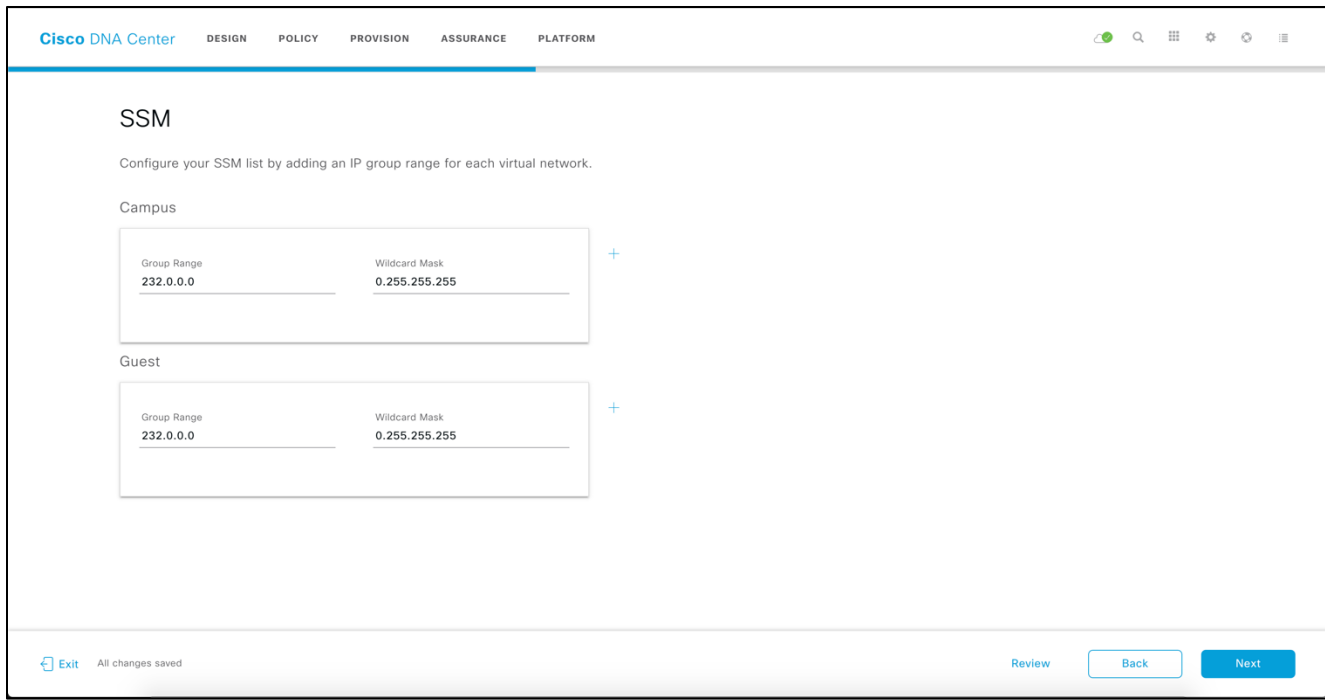 Cisco DNA Center DESIGN POLICY PROVISION ASSURANCE PLATFORM
SSM
Configure your SSM list by adding an IP group range for each virtual network.
Campus
Group Range Wildcard Mask
232.0.0.0 0.255.255.255
Guest
Group Range Wildcard Mask
232.0.0.0 0.255.255.255
Exit All changes saved Review Back Next